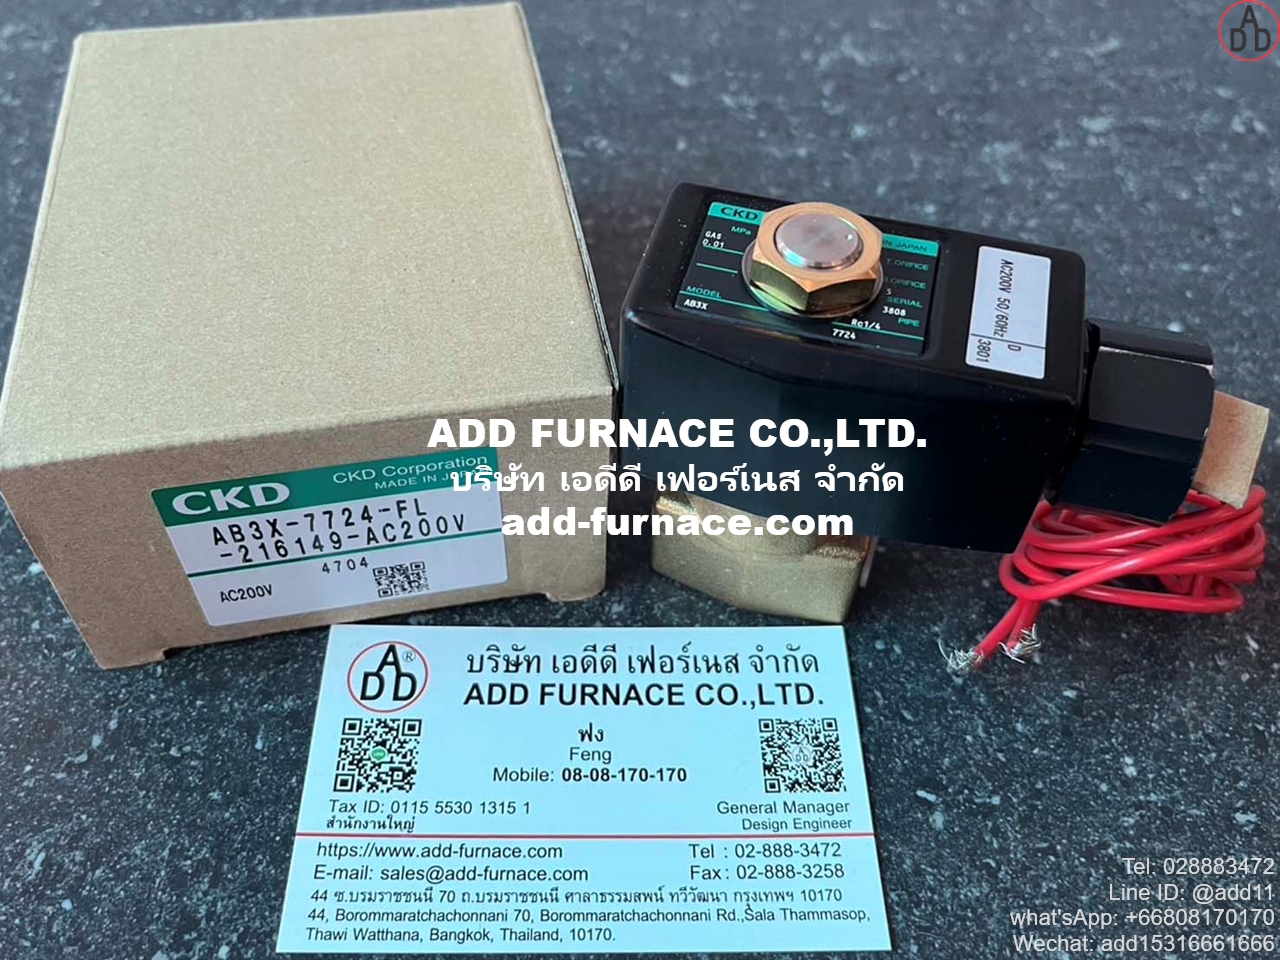 A
D D
CKD
IN JAPAN
MPa
GAS
0.01
T.ORIFICE
.ORIFICE
5
SERIAL
3808
MODEL
AB3X
PIPE
Rc1/4
7724
AC200V 50/60Hz
D
3801
ADD FURNACE CO.,LTD.
บริษัท เอดีดี เฟอร์เนส จำกัด
add-furnace.com
CKD
CKD Corporation
MADE IN JAPAN
AB3X-7724-FL
-216149-AC200V
4704
AC200V
A®
D D
บริษัท เอดีดี เฟอร์เนส จำกัด
ADD FURNACE CO.,LTD.
ฟง
Feng
Mobile: 08-08-170-170
Tax ID: 0115 5530 1315 1
สำนักงานใหญ่
General Manager
Design Engineer
https://www.add-furnace.com
Tel : 02-888-3472
E-mail: sales@add-furnace.com
Fax : 02-888-3258
44 ซ.บรมราชชนนี 70 ถ.บรมราชชนนี ศาลาธรรมสพน์ ทวีวัฒนา กรุงเทพฯ 10170
44, Borommaratchachonnani 70, Borommaratchachonnani Rd.,Sala Thammasop,
Thawi Watthana, Bangkok, Thailand, 10170.
Tel: 028883472
Line ID: @add11
what'sApp: +66808170170
Wechat: add15316661666